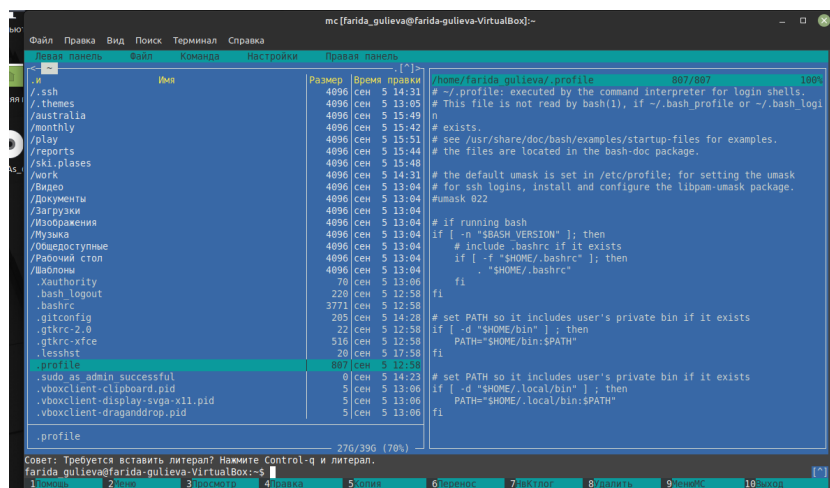 mc [farida_gulieva@farida-gulieva-VirtualBox]:~
Файл Правка Вид Поиск Терминал Справка
Левая панель Файл Команда Настройки Правая панель
<- ~ .[^]>
.и Имя Размер Время правки
/.ssh 4096 сен 5 14:31
/.themes 4096 сен 5 13:05
/australia 4096 сен 5 15:49
/monthly 4096 сен 5 15:42
/play 4096 сен 5 15:51
/reports 4096 сен 5 15:44
/ski.plases 4096 сен 5 15:48
/work 4096 сен 5 14:31
/Видео 4096 сен 5 13:04
/Документы 4096 сен 5 13:04
/Загрузки 4096 сен 5 13:04
/Изображения 4096 сен 5 13:04
/Музыка 4096 сен 5 13:04
/Общедоступные 4096 сен 5 13:04
/Рабочий стол 4096 сен 5 13:04
/Шаблоны 4096 сен 5 13:04
.Xauthority 70 сен 5 13:06
.bash_logout 220 сен 5 12:58
.bashrc 3771 сен 5 12:58
.gitconfig 205 сен 5 14:28
.gtkrc-2.0 22 сен 5 12:58
.gtkrc-xfce 516 сен 5 12:58
.lesshst 20 сен 5 17:58
.profile 807 сен 5 12:58
.sudo_as_admin_successful 0 сен 5 14:23
.vboxclient-clipboard.pid 5 сен 5 13:06
.vboxclient-display-svga-x11.pid 5 сен 5 13:06
.vboxclient-draganddrop.pid 5 сен 5 13:06
.profile
27G/39G (70%)
/home/farida_gulieva/.profile 807/807 100%
# ~/.profile: executed by the command interpreter for login shells.
# This file is not read by bash(1), if ~/.bash_profile or ~/.bash_logi
n
# exists.
# see /usr/share/doc/bash/examples/startup-files for examples.
# the files are located in the bash-doc package.
# the default umask is set in /etc/profile; for setting the umask
# for ssh logins, install and configure the libpam-umask package.
#umask 022
# if running bash
if [ -n "$BASH_VERSION" ]; then
# include .bashrc if it exists
if [ -f "$HOME/.bashrc" ]; then
. "$HOME/.bashrc"
fi
fi
# set PATH so it includes user's private bin if it exists
if [ -d "$HOME/bin" ] ; then
PATH="$HOME/bin:$PATH"
fi
# set PATH so it includes user's private bin if it exists
if [ -d "$HOME/.local/bin" ] ; then
PATH="$HOME/.local/bin:$PATH"
fi
Совет: Требуется вставить литерал? Нажмите Control-q и литерал.
farida_gulieva@farida-gulieva-VirtualBox:~$ [^]
1Помощь 2Меню 3Просмотр 4Правка 5Копия 6Перенос 7НвКтлог 8Удалить 9МенюМС 10Выход